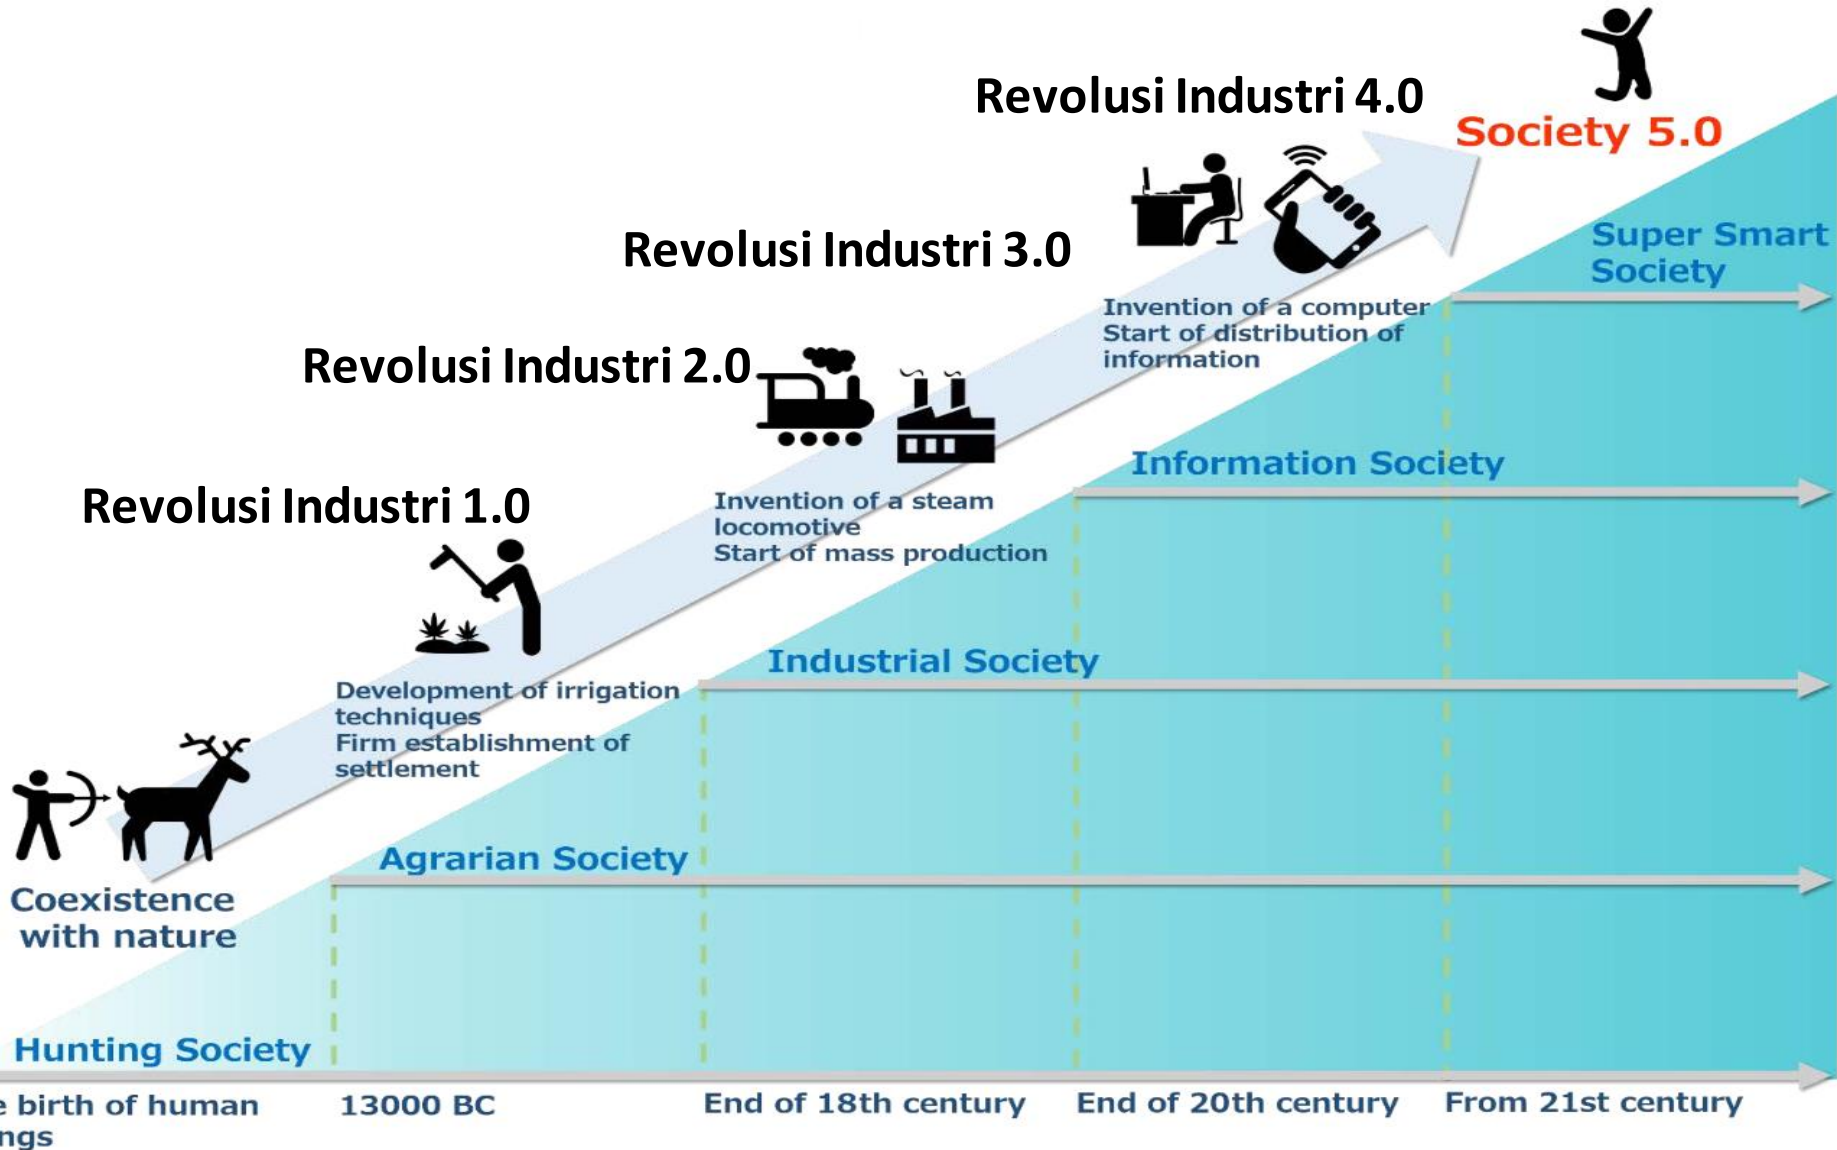 Revolusi Industri 4.0
Society 5.0
Super Smart
Society
Revolusi Industri 3.0
Invention of a computer
Start of distribution of
information
Revolusi Industri 2.0
Information Society
Revolusi Industri 1.0
Invention of a steam
locomotive
Start of mass production
Industrial Society
Development of irrigation
techniques
Firm establishment of
settlement
Agrarian Society
Coexistence
with nature
Hunting Society
birth of human
13000 BC
End of 18th century
End of 20th century
From 21st century